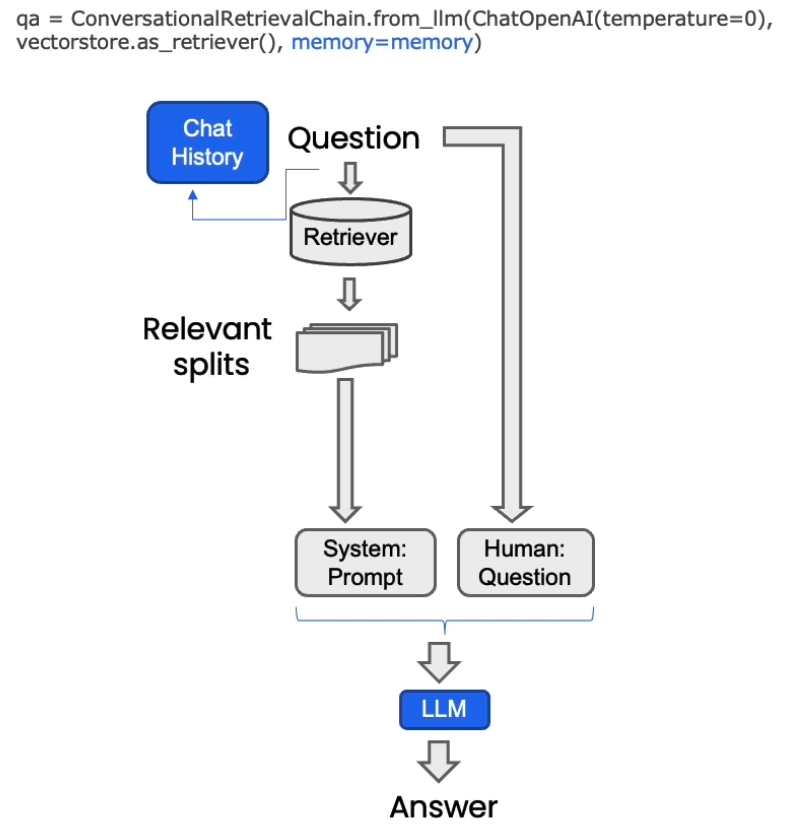 qa = ConversationalRetrievalChain.from_llm(ChatOpenAI(temperature=0),
vectorstore.as_retriever(), memory=memory)
Chat
History
Question
Retriever
Relevant
splits
System:
Prompt
Human:
Question
LLM
Answer